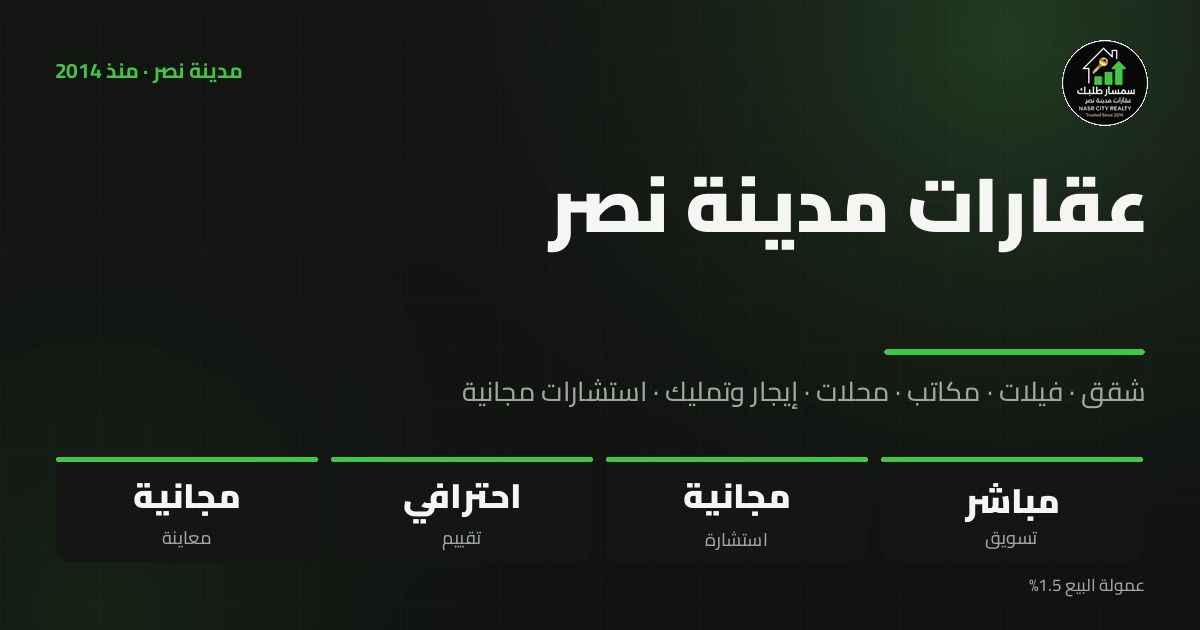 مدينة نصر · منذ 2014
سمسار طلبك
عقارات مدينة نصر
NASR CITY REALTY
Trusted Since 2014
عقارات مدينة نصر
شقق · فيلات · مكاتب · محلات · إيجار وتمليك · استشارات مجانية
مباشر
تسويق
مجانية
استشارة
احترافي
تقييم
مجانية
معاينة
عمولة البيع 1.5%